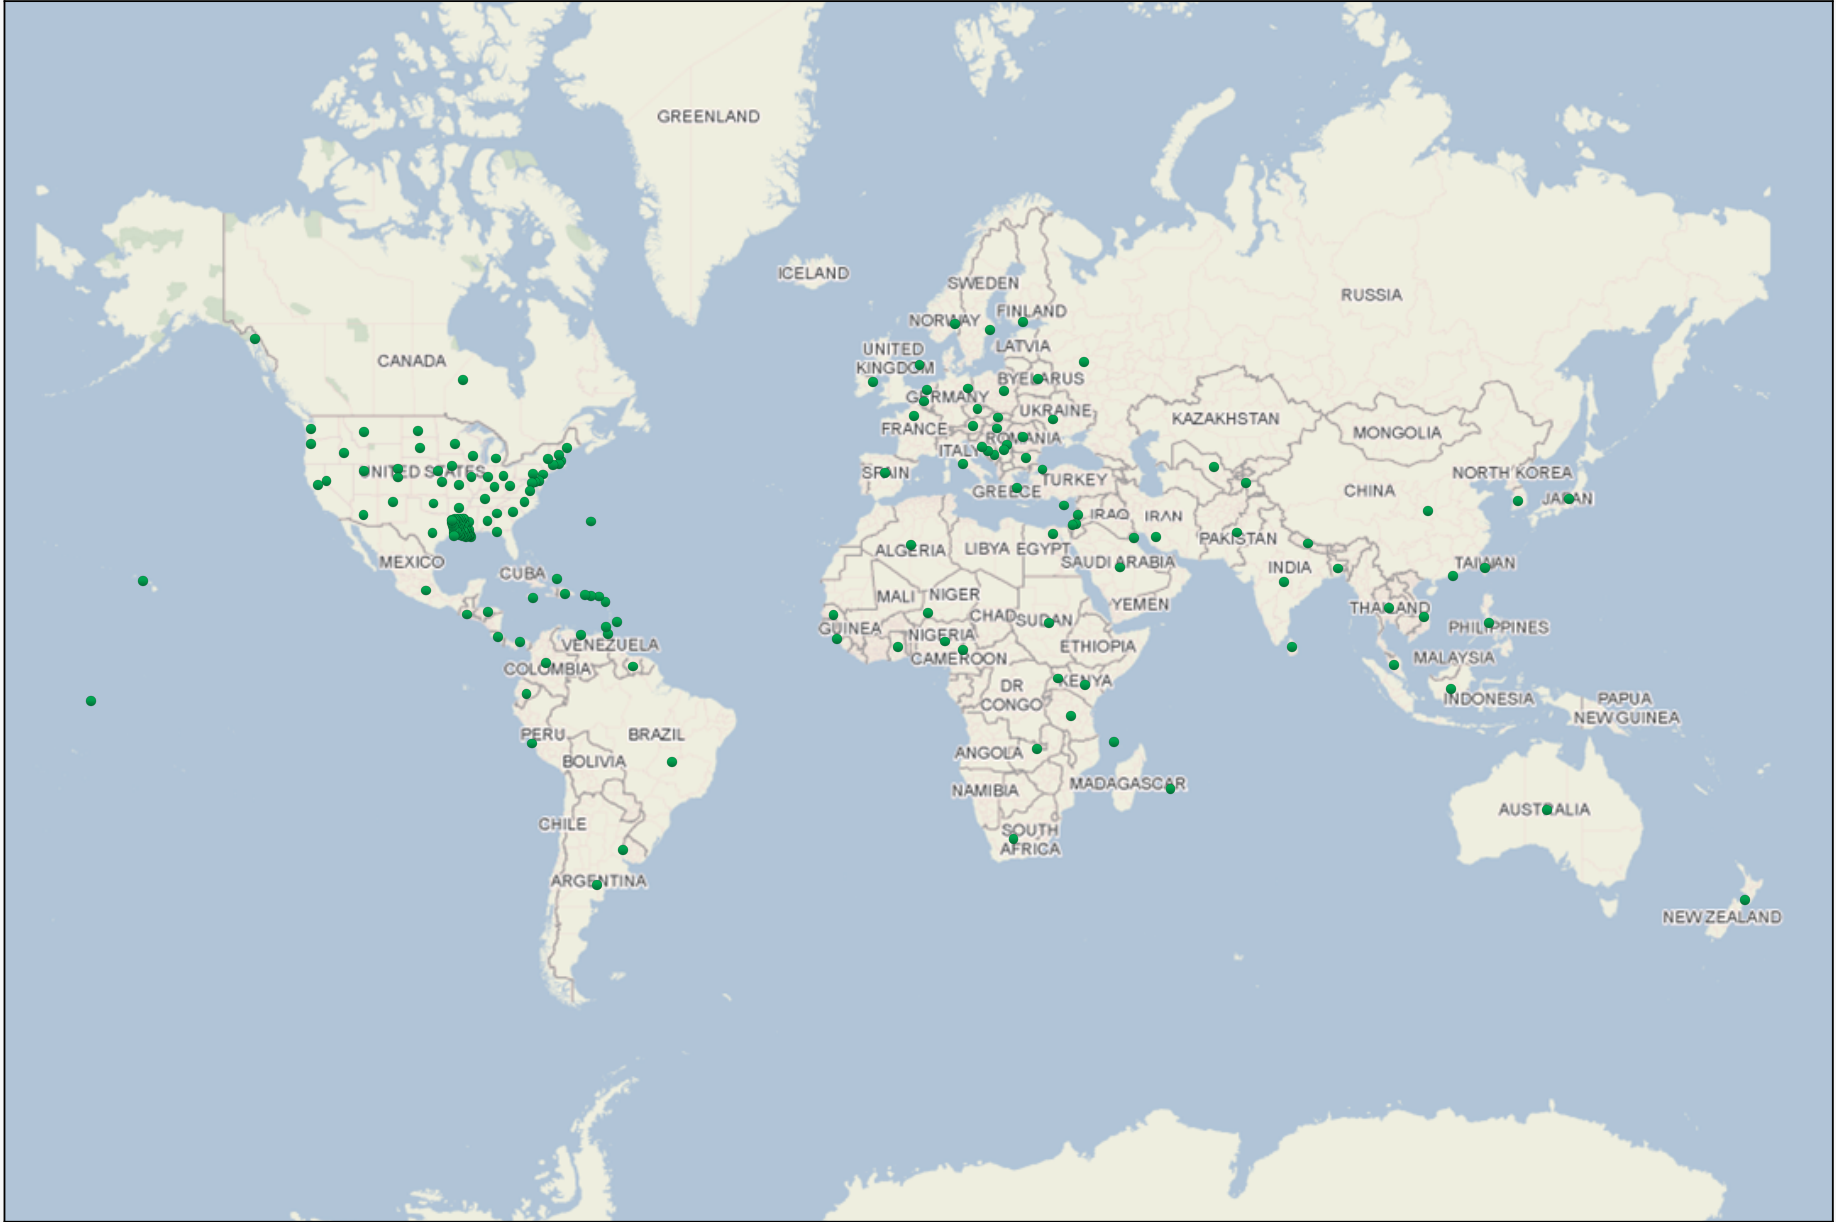 GREENLAND
ICELAND
SWEDEN
RUSSIA
FINLAND
NORWAY
LATVIA
UNITED
KINGDOM
CANADA
BYELARUS
GERMANY
UKRAINE
KAZAKHSTAN
FRANCE
MONGOLIA
ROMANIA
ITALY
UNITED STATES
SPAIN
NORTH KOREA
TURKEY
GREECE
CHINA
JAPAN
IRAQ
IRAN
PAKISTAN
ALGERIA
LIBYA
EGYPT
MEXICO
SAUDI ARABIA
TAIWAN
CUBA
INDIA
MALI
NIGER
YEMEN
THAILAND
CHAD
SUDAN
GUINEA
PHILIPPINES
NIGERIA
VENEZUELA
ETHIOPIA
CAMEROON
MALAYSIA
COLOMBIA
KENYA
DR
CONGO
INDONESIA
PAPUA
NEW GUINEA
PERU
BRAZIL
ANGOLA
BOLIVIA
MADAGASCAR
NAMIBIA
AUSTRALIA
CHILE
SOUTH
AFRICA
ARGENTINA
NEW ZEALAND